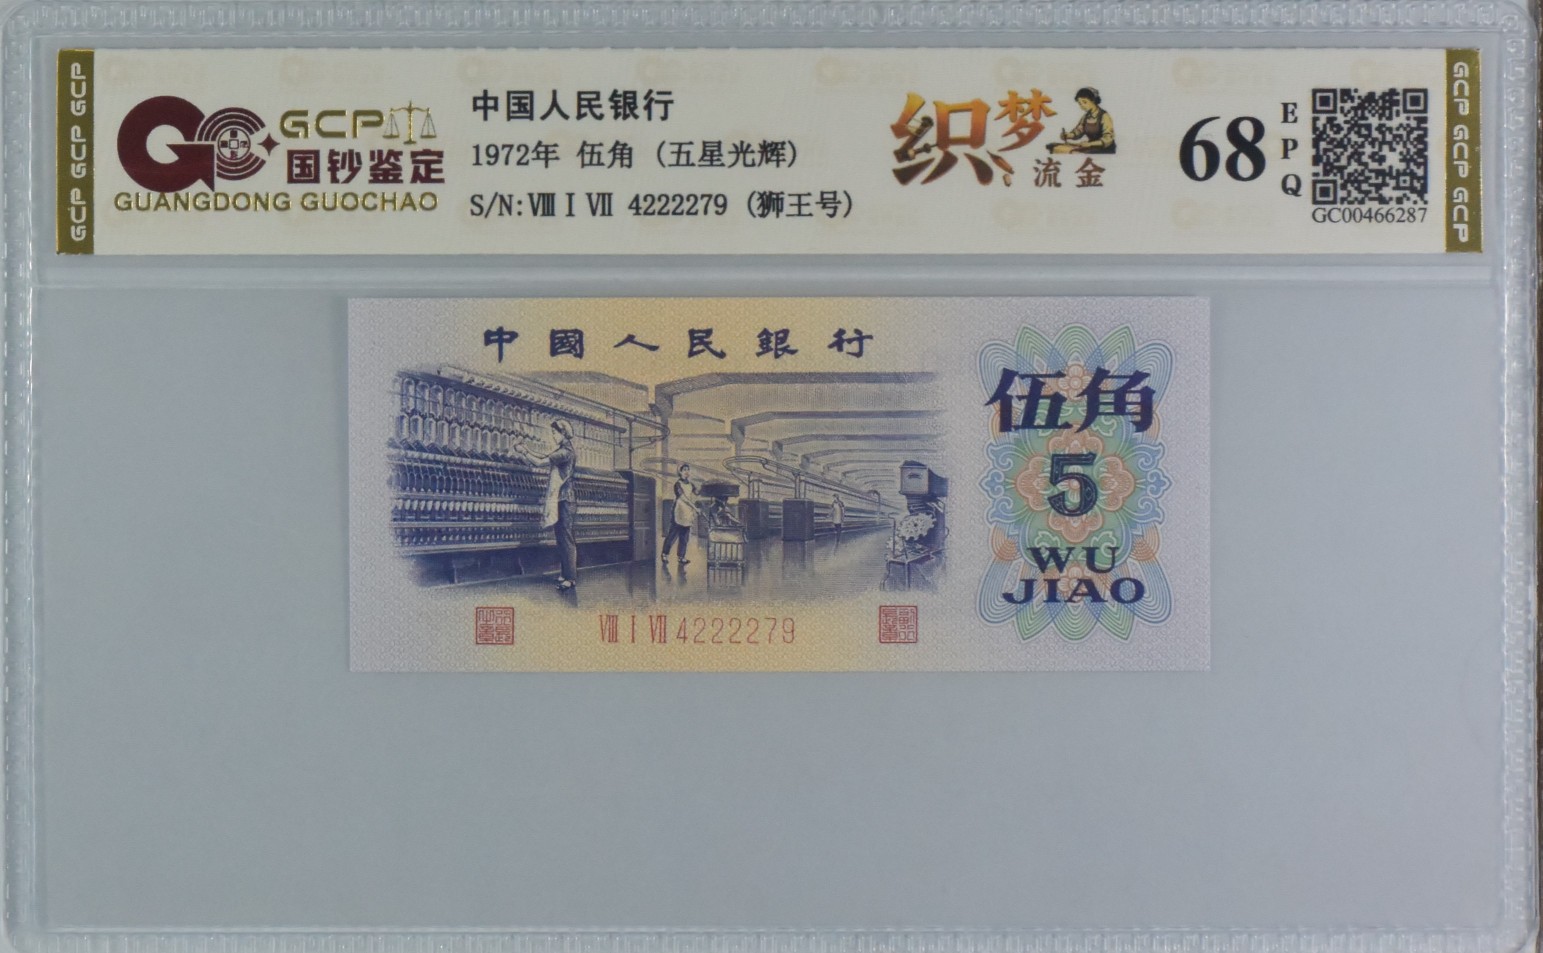 GCP GCP GCP
GCP
国钞鉴定
GUANGDONG GUOCHAO
中国人民银行
1972年 伍角 (五星光辉)
S/N: Ⅷ Ⅰ Ⅶ 4222279 (狮王号)
织梦
流金
68
EPQ
GC00466287
GCP GCP GCP
中國人民銀行
伍角
5
WU
JIAO
Ⅷ Ⅰ Ⅶ 4222279